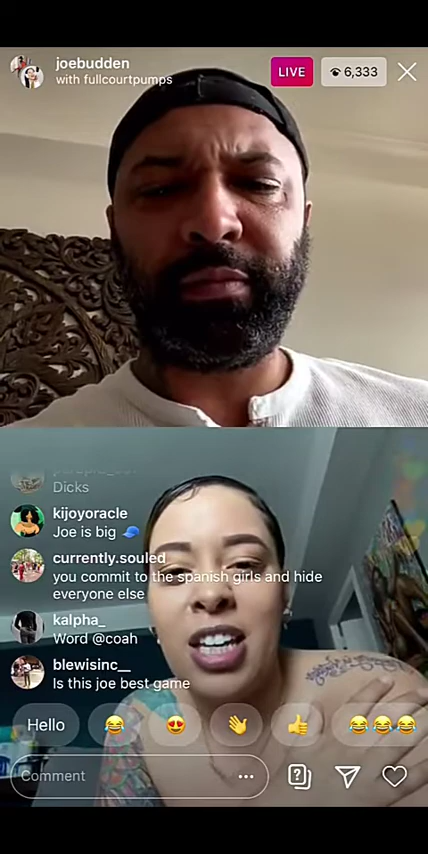 joebudden
with fullcourtpumps
LIVE
6,333
Dicks
kijoyoracle
Joe is big 🧢
currently.souled
you commit to the spanish girls and hide
everyone else
kalpha_
Word @coah
blewisinc__
Is this joe best game
Hello
😂
😍
👋
👍
😂😂😂
Comment